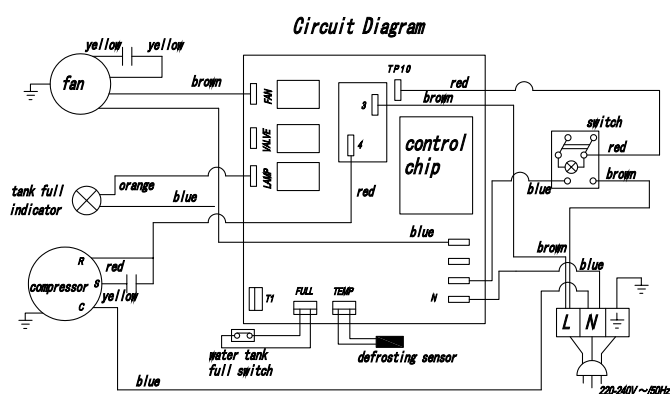 Circuit Diagram
yellow
yellow
fan
brown
FAN
VALVE
LAMP
3
4
TP10
red
brown
control
chip
switch
red
brown
blue
tank full
indicator
orange
blue
red
blue
R
red
S
compressor
yellow
C
T1
FULL
TEMP
N
brown
blue
L
N
water tank
full switch
defrosting sensor
blue
220-240V~/50Hz